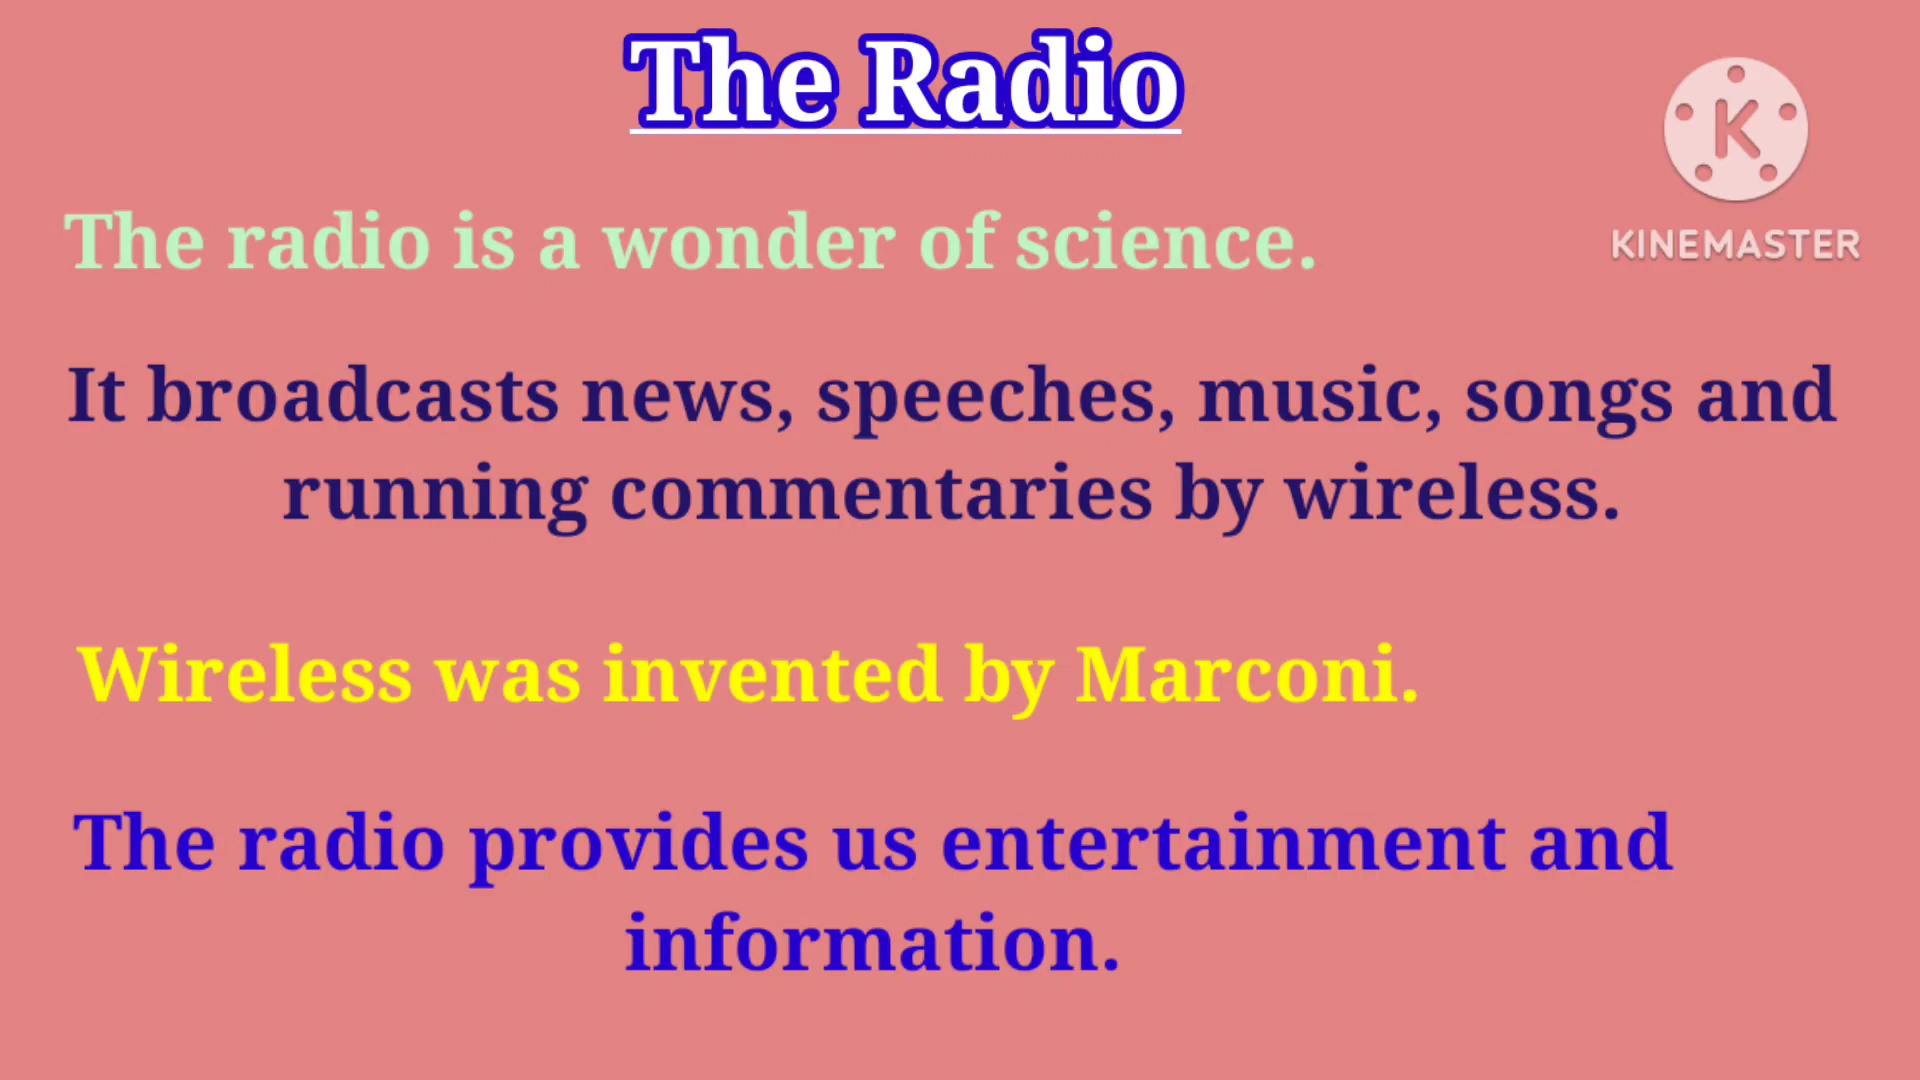 The Radio
K
KINEMASTER
The radio is a wonder of science.
It broadcasts news, speeches, music, songs and
running commentaries by wireless.
Wireless was invented by Marconi.
The radio provides us entertainment and
information.